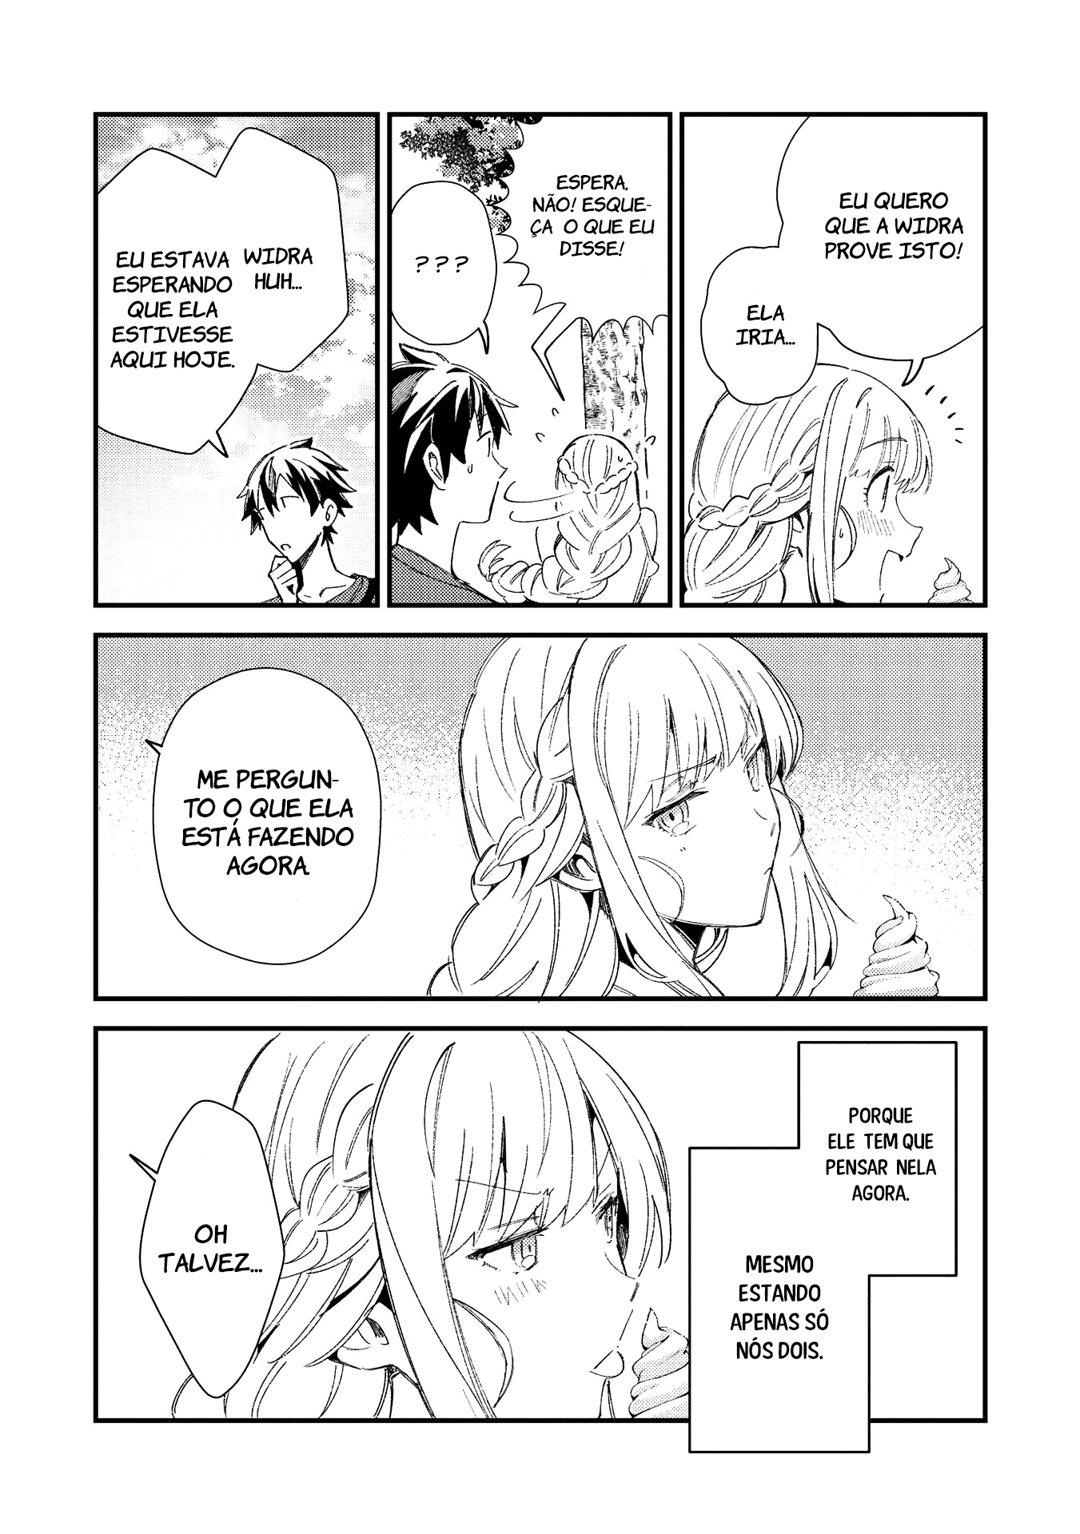 EU QUERO
QUE A WIDRA
PROVE ISTO!
ELA
IRIA...
ESPERA,
NÃO! ESQUE-
ÇA O QUE EU
DISSE!
???
WIDRA
HUH...
EU ESTAVA
ESPERANDO
QUE ELA
ESTIVESSE
AQUI HOJE.
ME PERGUN-
TO O QUE ELA
ESTÁ FAZENDO
AGORA.
PORQUE
ELE TEM QUE
PENSAR NELA
AGORA.
MESMO
ESTANDO
APENAS SÓ
NÓS DOIS.
OH
TALVEZ...